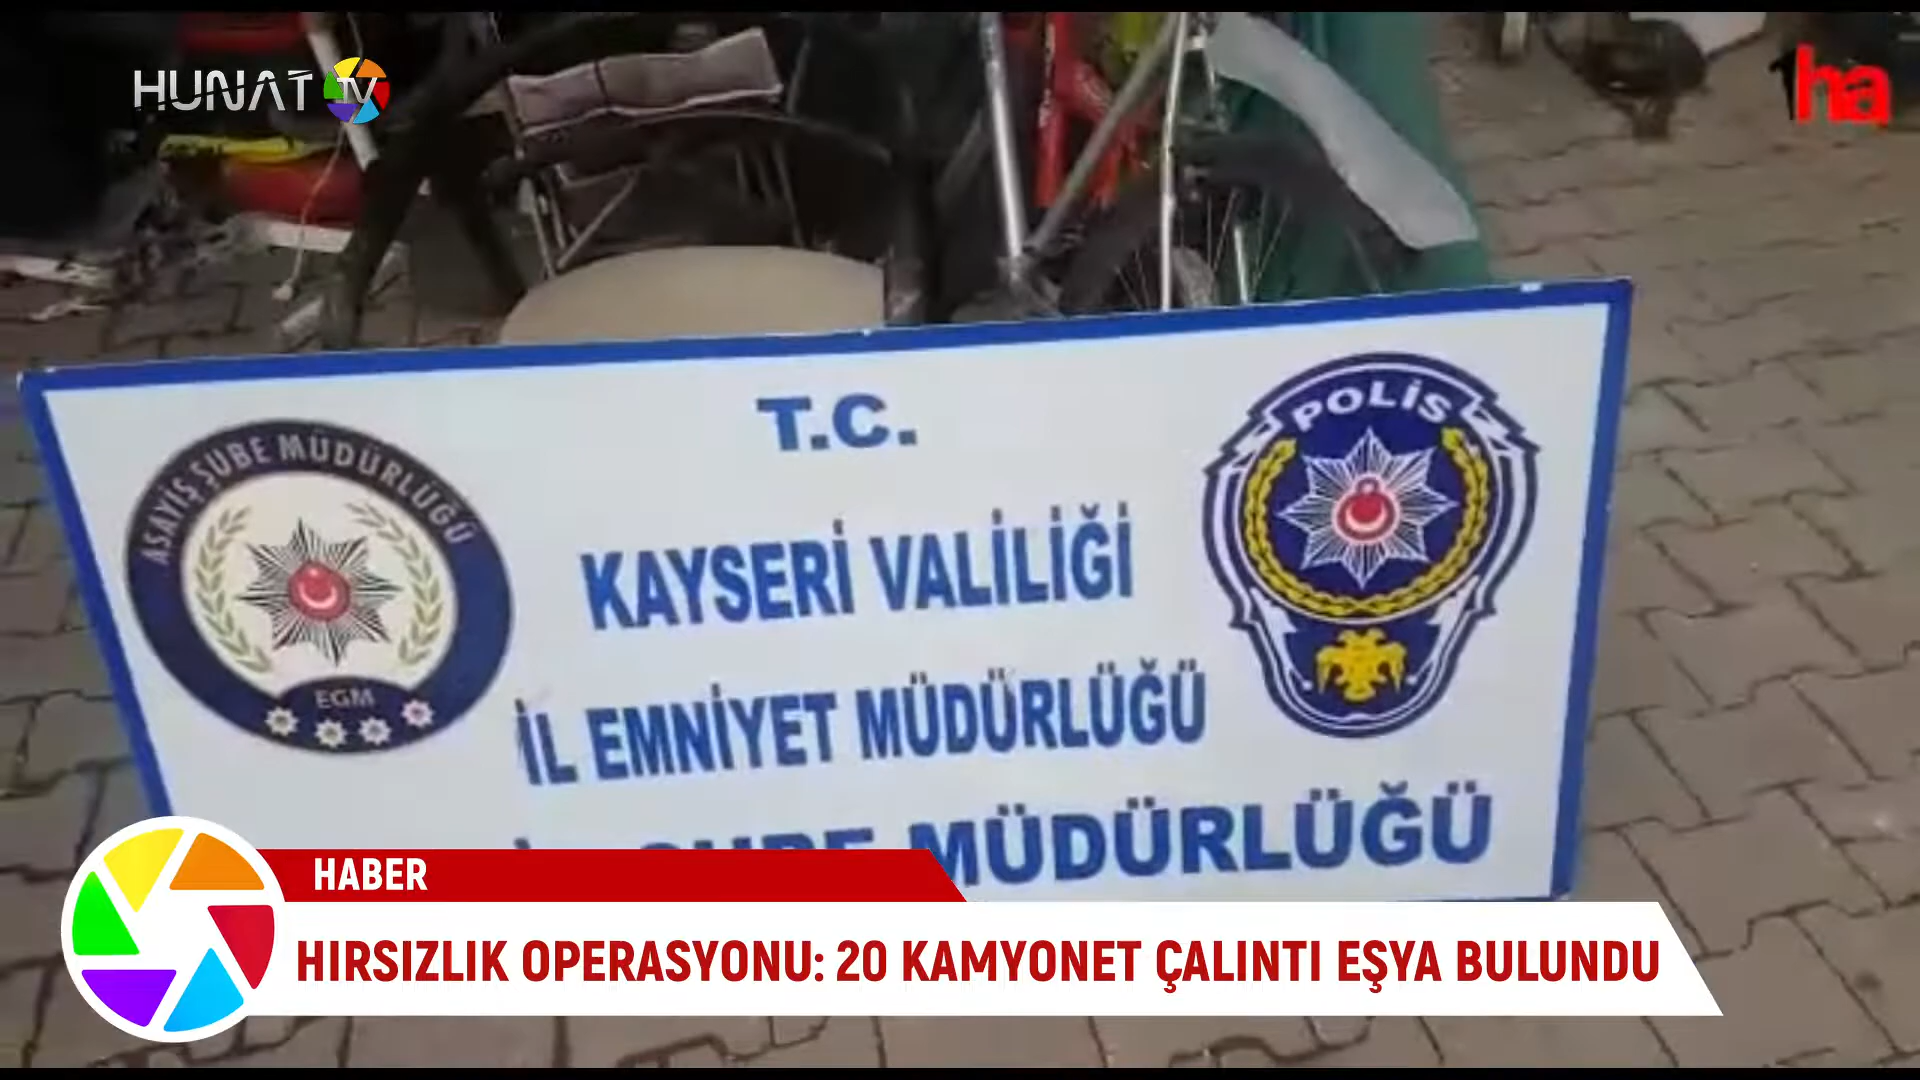 HUNAT TV
ha
T.C.
ASAYİŞ ŞUBE MÜDÜRLÜĞÜ
POLİS
KAYSERİ VALİLİĞİ
EGM
İL EMNİYET MÜDÜRLÜĞÜ
ŞUBE MÜDÜRLÜĞÜ
HABER
HIRSIZLIK OPERASYONU: 20 KAMYONET ÇALINTI EŞYA BULUNDU